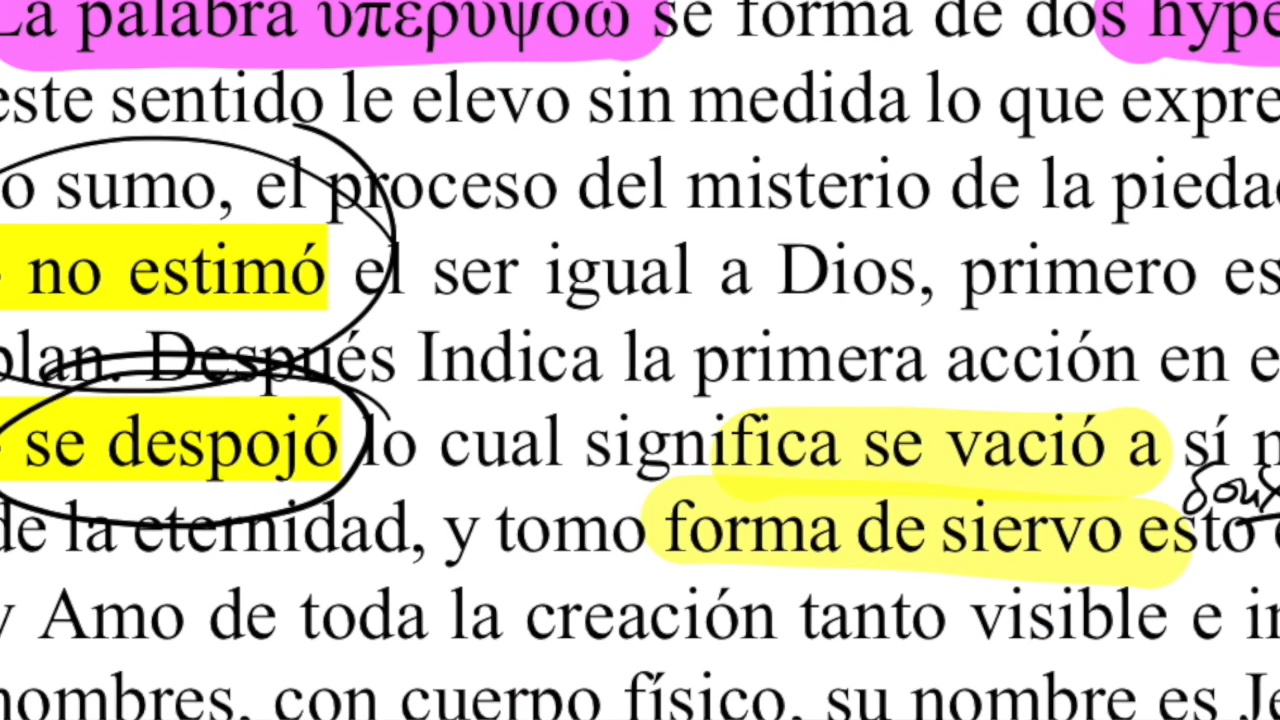 La palabra υπερυψοω se forma de dos hype
este sentido le elevo sin medida lo que expre
o sumo, el proceso del misterio de la pieda
no estimó el ser igual a Dios, primero es
plan. Después Indica la primera acción en e
se despojó lo cual significa se vació a sí
de la eternidad, y tomo forma de siervo esto
y Amo de toda la creación tanto visible e in
hombres, con cuerpo físico, su nombre es Je